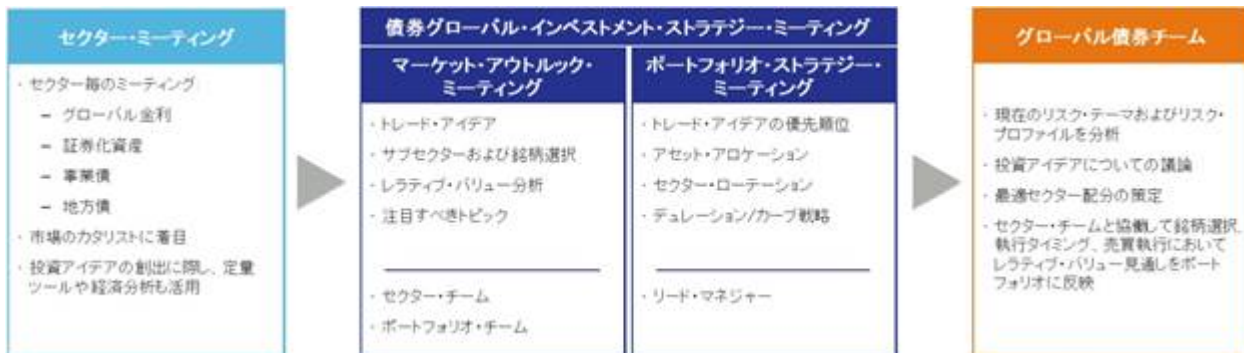 セクター・ミーティング
・セクター毎のミーティング
− グローバル金利
− 証券化資産
− 事業債
− 地方債
・市場のカタリストに着目
・投資アイデアの創出に際し、定量
ツールや経済分析も活用
債券グローバル・インベストメント・ストラテジー・ミーティング
マーケット・アウトルック・
ミーティング
・トレード・アイデア
・サブセクターおよび銘柄選択
・レラティブ・バリュー分析
・注目すべきトピック
・セクター・チーム
・ポートフォリオ・チーム
ポートフォリオ・ストラテジー・
ミーティング
・トレード・アイデアの優先順位
・アセット・アロケーション
・セクター・ローテーション
・デュレーション/カーブ戦略
・リード・マネジャー
グローバル債券チーム
・現在のリスク・テーマおよびリスク・
プロファイルを分析
・投資アイデアについての議論
・最適セクター配分の策定
・セクター・チームと協働して銘柄選択、
執行タイミング、売買執行において
レラティブ・バリュー見通しをポート
フォリオに反映